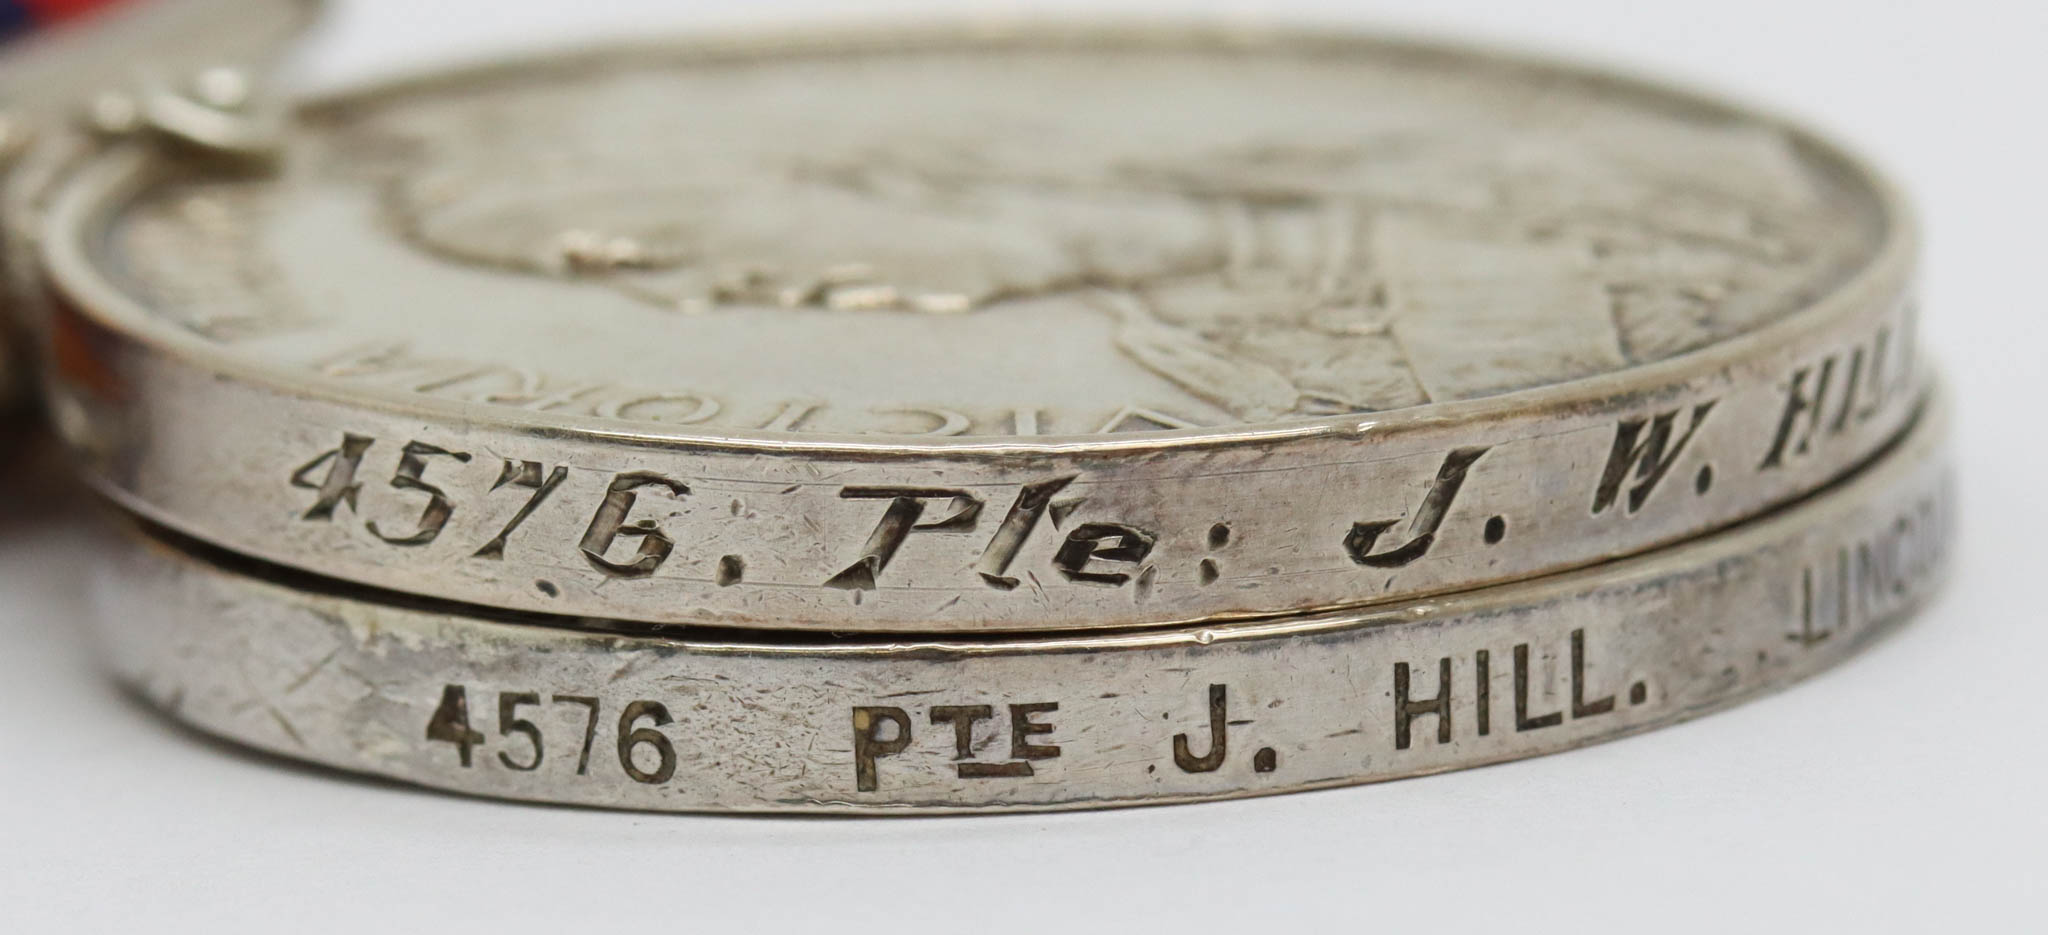 VICTORIA
4576. Pte: J. W. HILL
4576 PTE J. HILL.